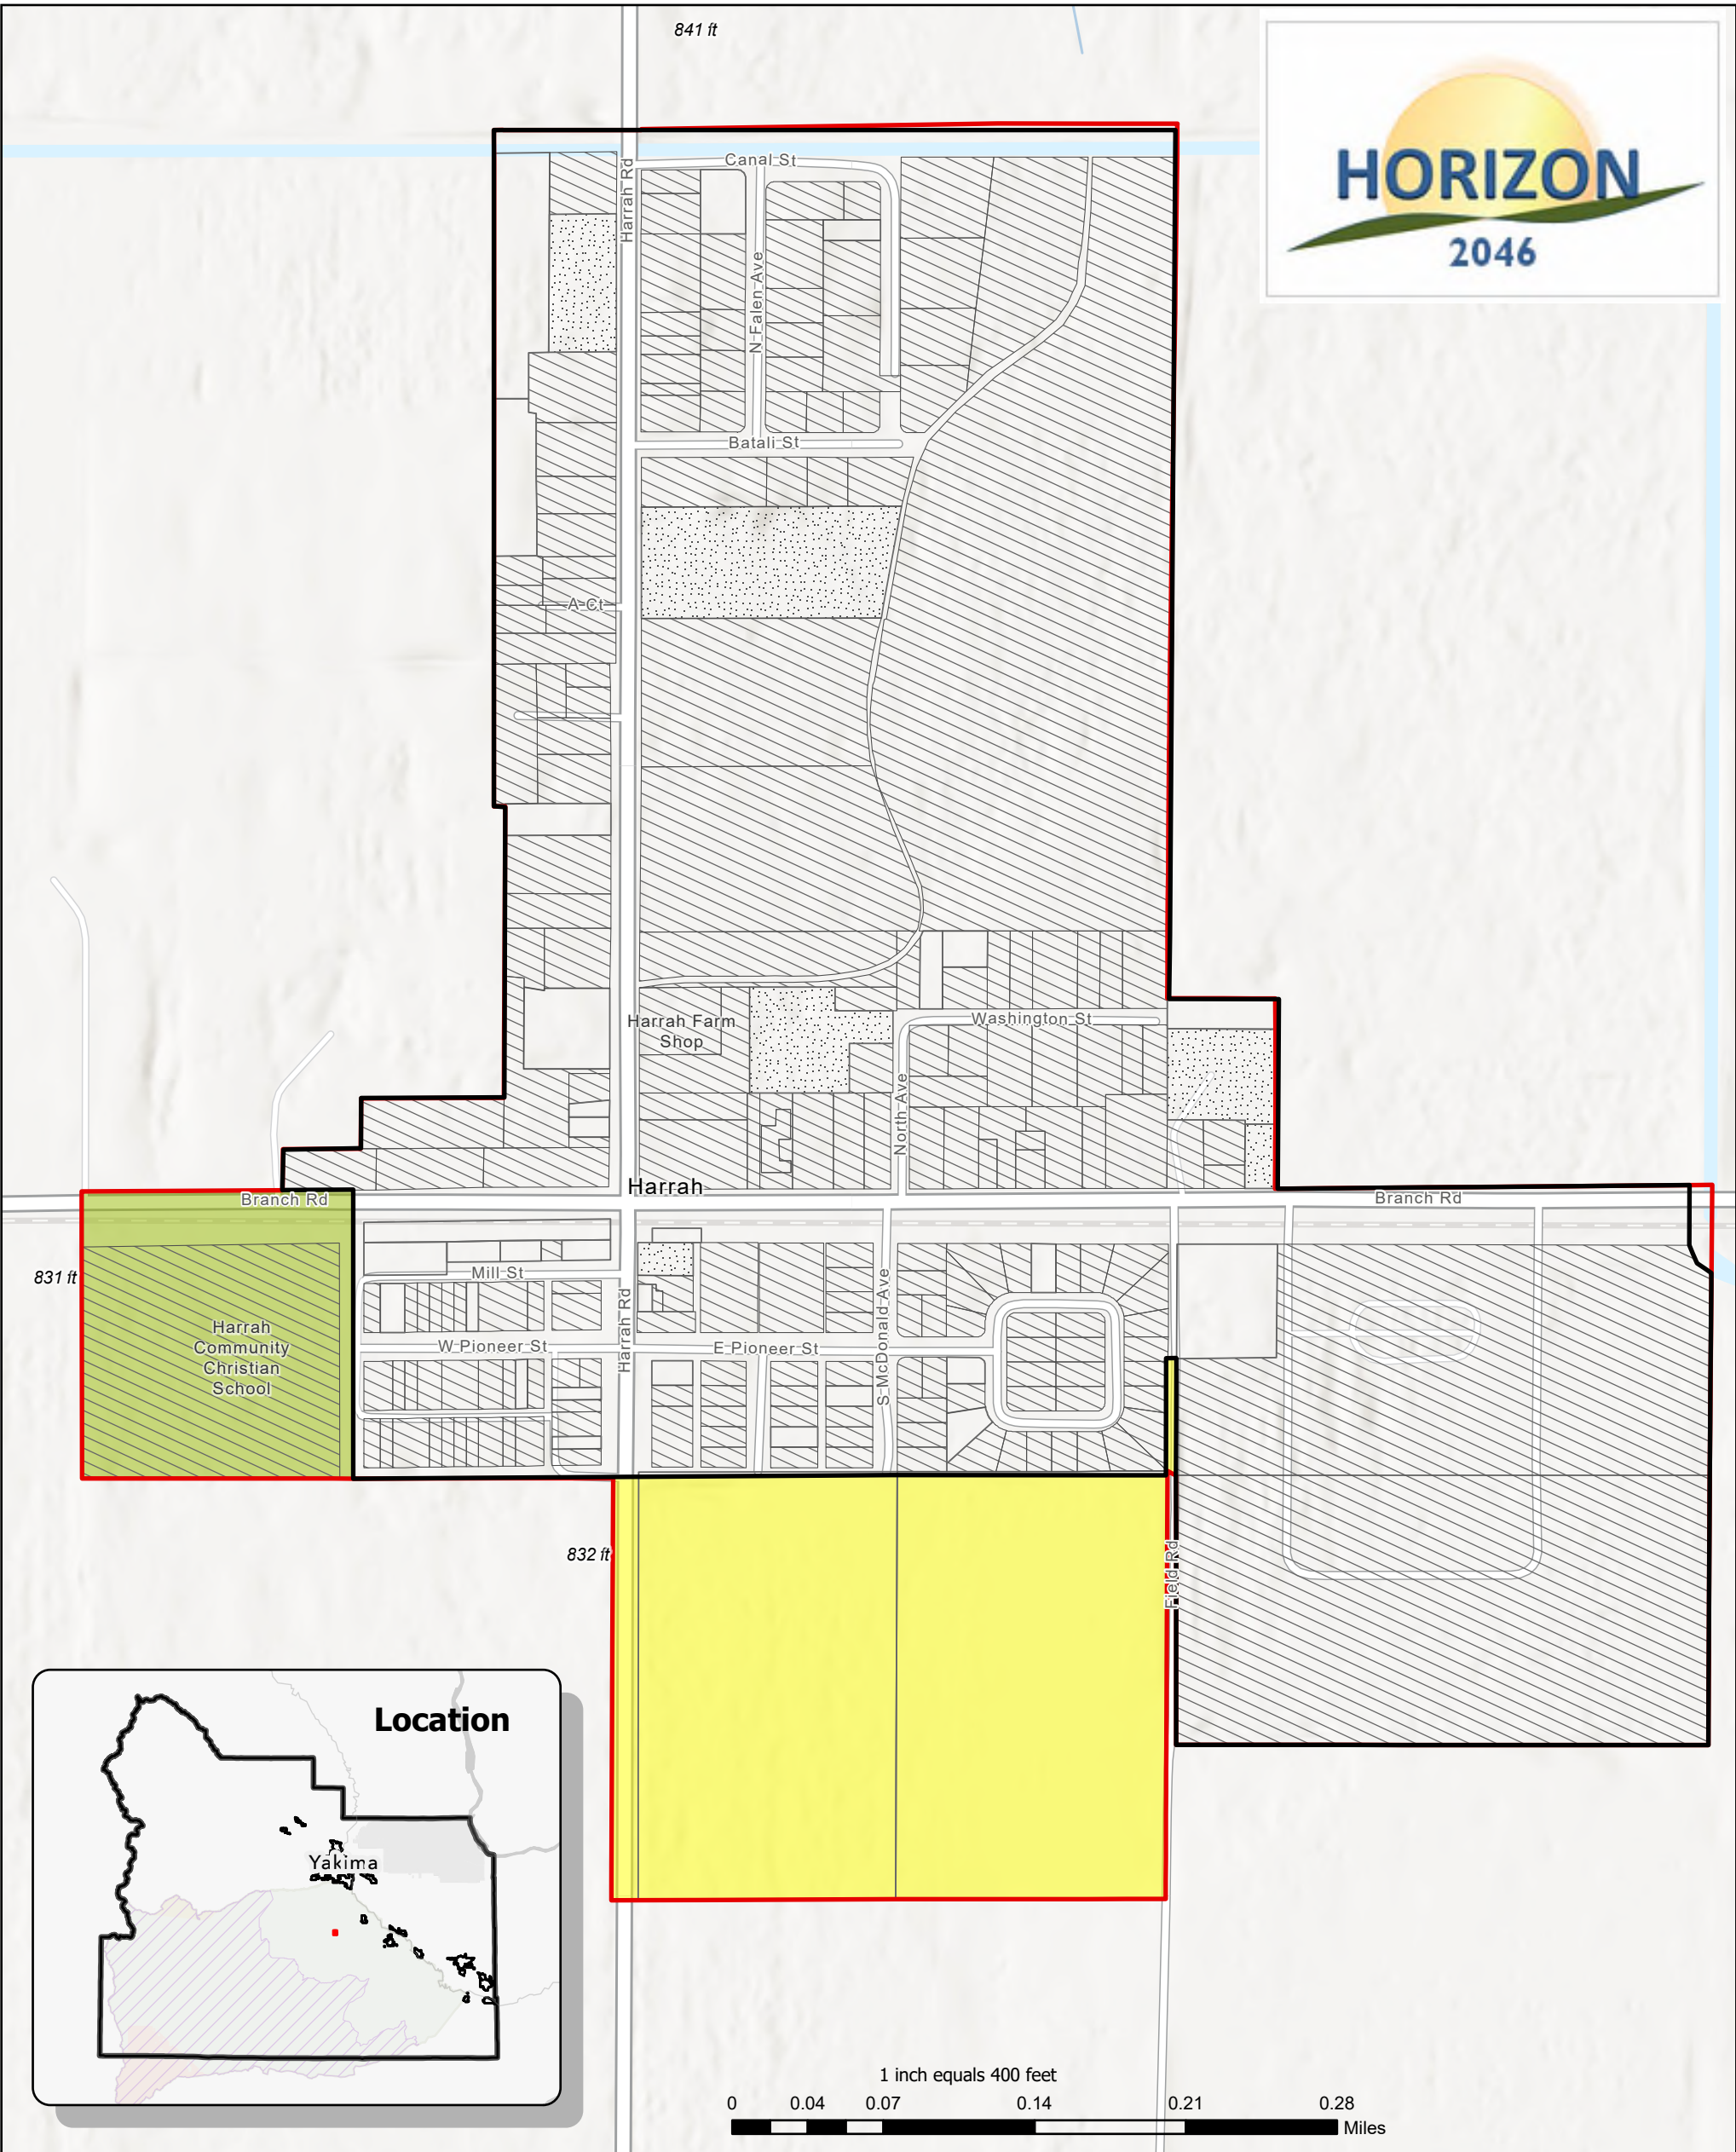 841 ft
HORIZON
2046
Canal St
Harrah Rd
N Falen Ave
Batali St
A Ct
Harrah Farm
Shop
Washington St
North Ave
Harrah
Branch Rd
Branch Rd
831 ft
Mill St
Harrah
Community
Christian
School
W Pioneer St
Harrah Rd
E Pioneer St
S McDonald Ave
832 ft
Field Rd
Location
Yakima
1 inch equals 400 feet
0 0.04 0.07 0.14 0.21 0.28
Miles